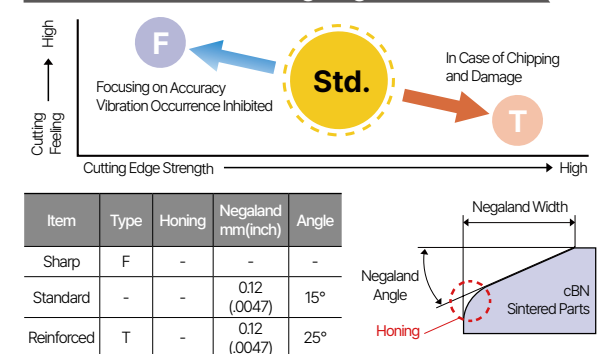 High
F
Std.
In Case of Chipping
and Damage
Focusing on Accuracy
Vibration Occurrence Inhibited
T
Cutting
Feeling
Cutting Edge Strength
High
Item Type Honing Negaland mm(inch) Angle
Sharp F - - -
Standard - - 0.12 (.0047) 15°
Reinforced T - 0.12 (.0047) 25°
Negaland Width
Negaland
Angle
cBN
Sintered Parts
Honing